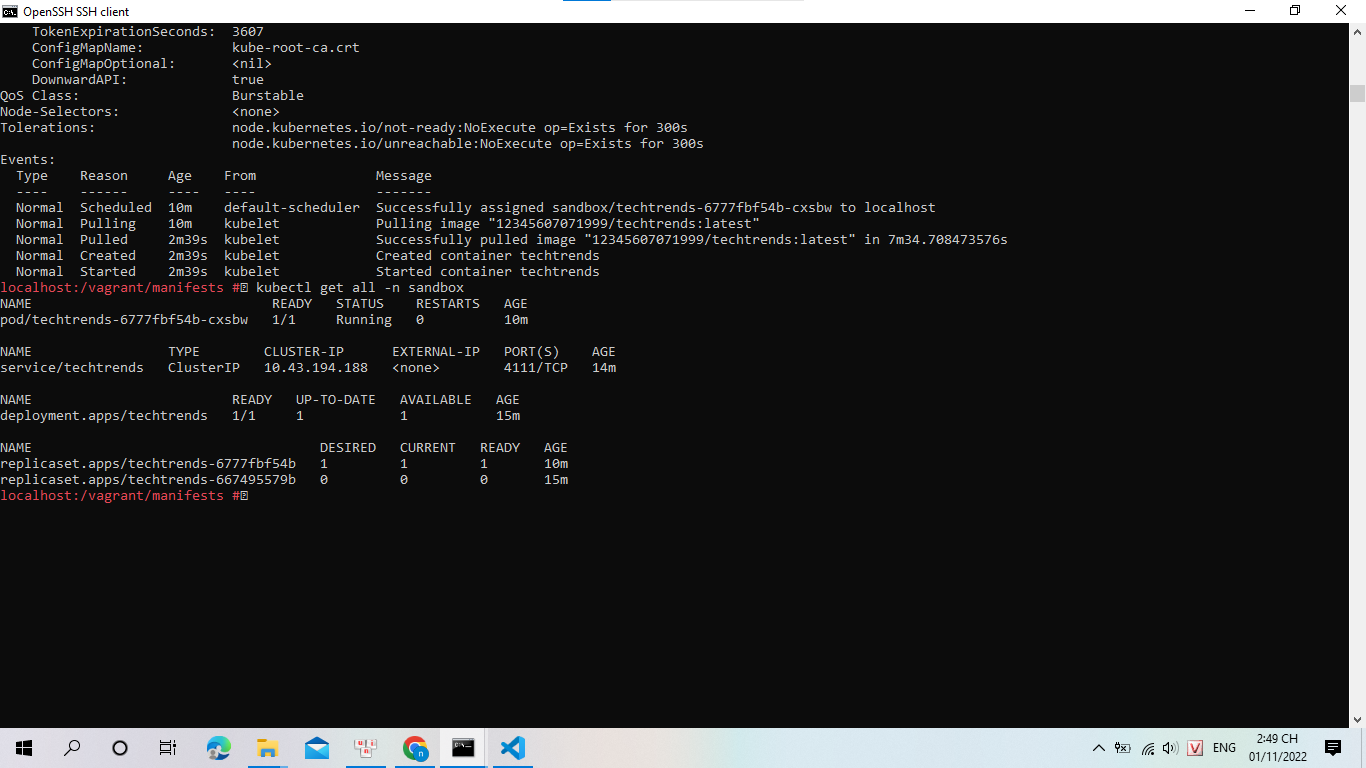 OpenSSH SSH client
TokenExpirationSeconds: 3607
ConfigMapName: kube-root-ca.crt
ConfigMapOptional: <nil>
DownwardAPI: true
QoS Class: Burstable
Node-Selectors: <none>
Tolerations: node.kubernetes.io/not-ready:NoExecute op=Exists for 300s
node.kubernetes.io/unreachable:NoExecute op=Exists for 300s
Events:
Type Reason Age From Message
---- ------ ---- ---- -------
Normal Scheduled 10m default-scheduler Successfully assigned sandbox/techtrends-6777fbf54b-cxsbw to localhost
Normal Pulling 10m kubelet Pulling image "12345607071999/techtrends:latest"
Normal Pulled 2m39s kubelet Successfully pulled image "12345607071999/techtrends:latest" in 7m34.708473576s
Normal Created 2m39s kubelet Created container techtrends
Normal Started 2m39s kubelet Started container techtrends
localhost:/vagrant/manifests # kubectl get all -n sandbox
NAME READY STATUS RESTARTS AGE
pod/techtrends-6777fbf54b-cxsbw 1/1 Running 0 10m
NAME TYPE CLUSTER-IP EXTERNAL-IP PORT(S) AGE
service/techtrends ClusterIP 10.43.194.188 <none> 4111/TCP 14m
NAME READY UP-TO-DATE AVAILABLE AGE
deployment.apps/techtrends 1/1 1 1 15m
NAME DESIRED CURRENT READY AGE
replicaset.apps/techtrends-6777fbf54b 1 1 1 10m
replicaset.apps/techtrends-667495579b 0 0 0 15m
localhost:/vagrant/manifests #
ENG
2:49 CH
01/11/2022